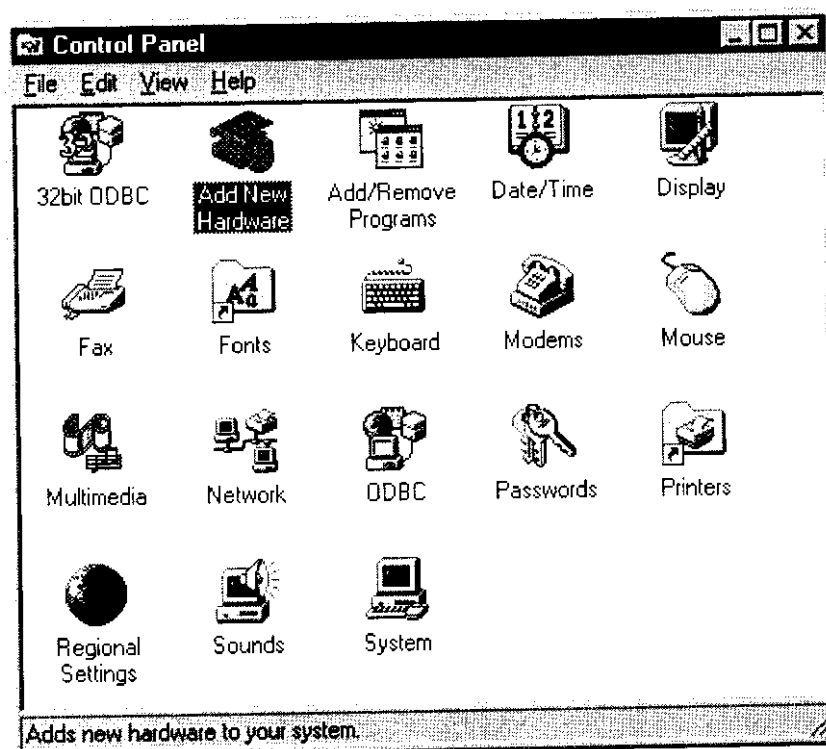 Control Panel
File Edit View Help
32bit ODBC
Add New
Hardware
Add/Remove
Programs
Date/Time
Display
Fax
Fonts
Keyboard
Modems
Mouse
Multimedia
Network
ODBC
Passwords
Printers
Regional
Settings
Sounds
System
Adds new hardware to your system.